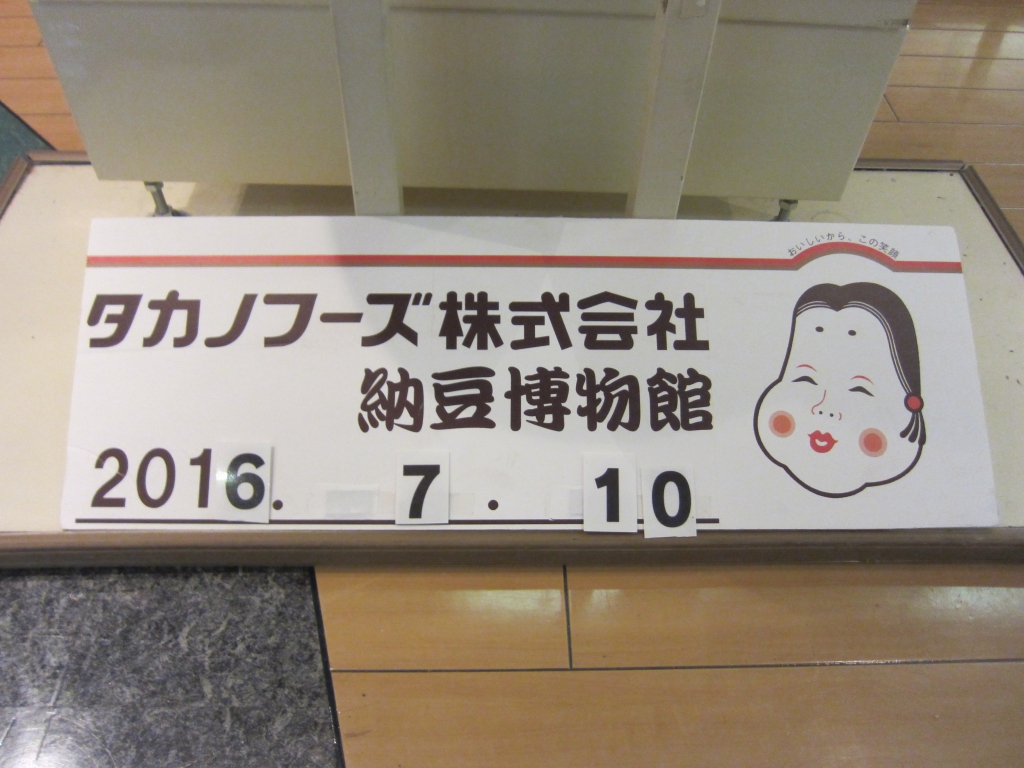 おいしいから、この笑顔
タカノフーズ株式会社
納豆博物館
2016. 7. 10